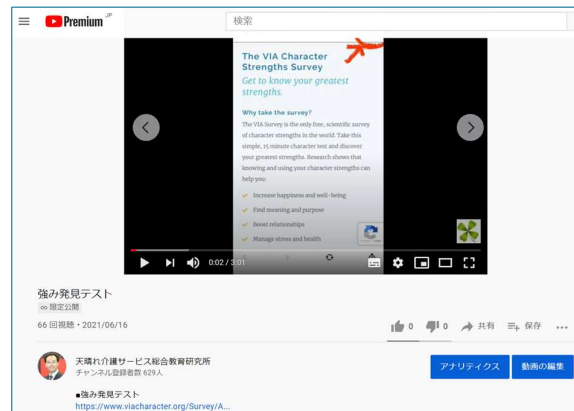 Premium JP
検索
The VIA Character
Strengths Survey
Get to know your greatest
strengths.
Why take the survey?
The VIA Survey is the only free, scientific survey
of character strengths in the world. Take this
simple, 15 minute character test and discover
your greatest strengths. Research shows that
knowing and using your character strengths can
help you:
Increase happiness and well-being
Find meaning and purpose
Boost relationships
Manage stress and health
0:02 / 3:01
強み発見テスト
限定公開
66 回視聴・2021/06/16
0
0
共有
保存
天晴れ介護サービス総合教育研究所
チャンネル登録者数 629人
アナリティクス
動画の編集
■強み発見テスト
https://www.viacharacter.org/Survey/A...